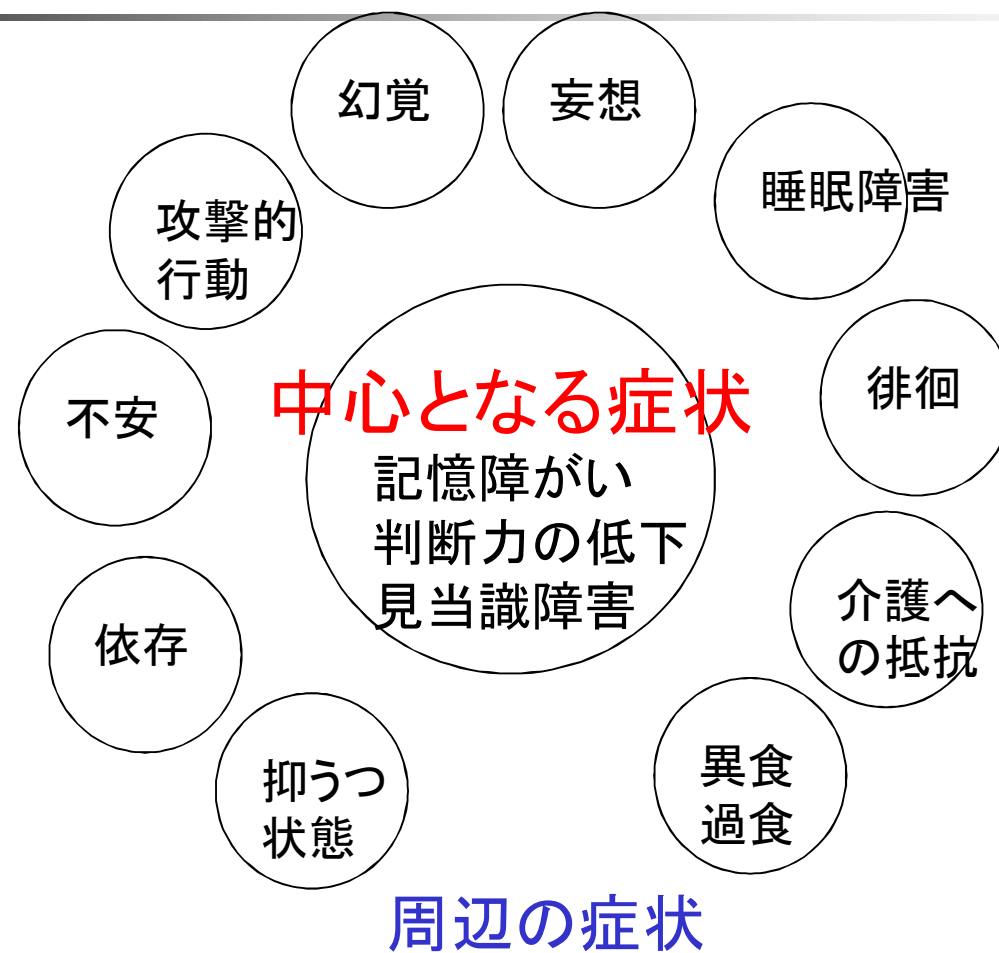 幻覚
妄想
睡眠障害
攻撃的
行動
徘徊
不安
中心となる症状
記憶障がい
判断力の低下
見当識障害
介護へ
の抵抗
依存
異食
過食
抑うつ
状態
周辺の症状